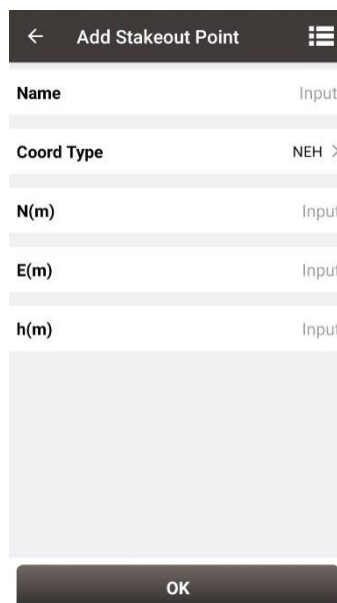 Add Stakeout Point
Name Input
Coord Type NEH
N(m) Input
E(m) Input
h(m) Input
OK